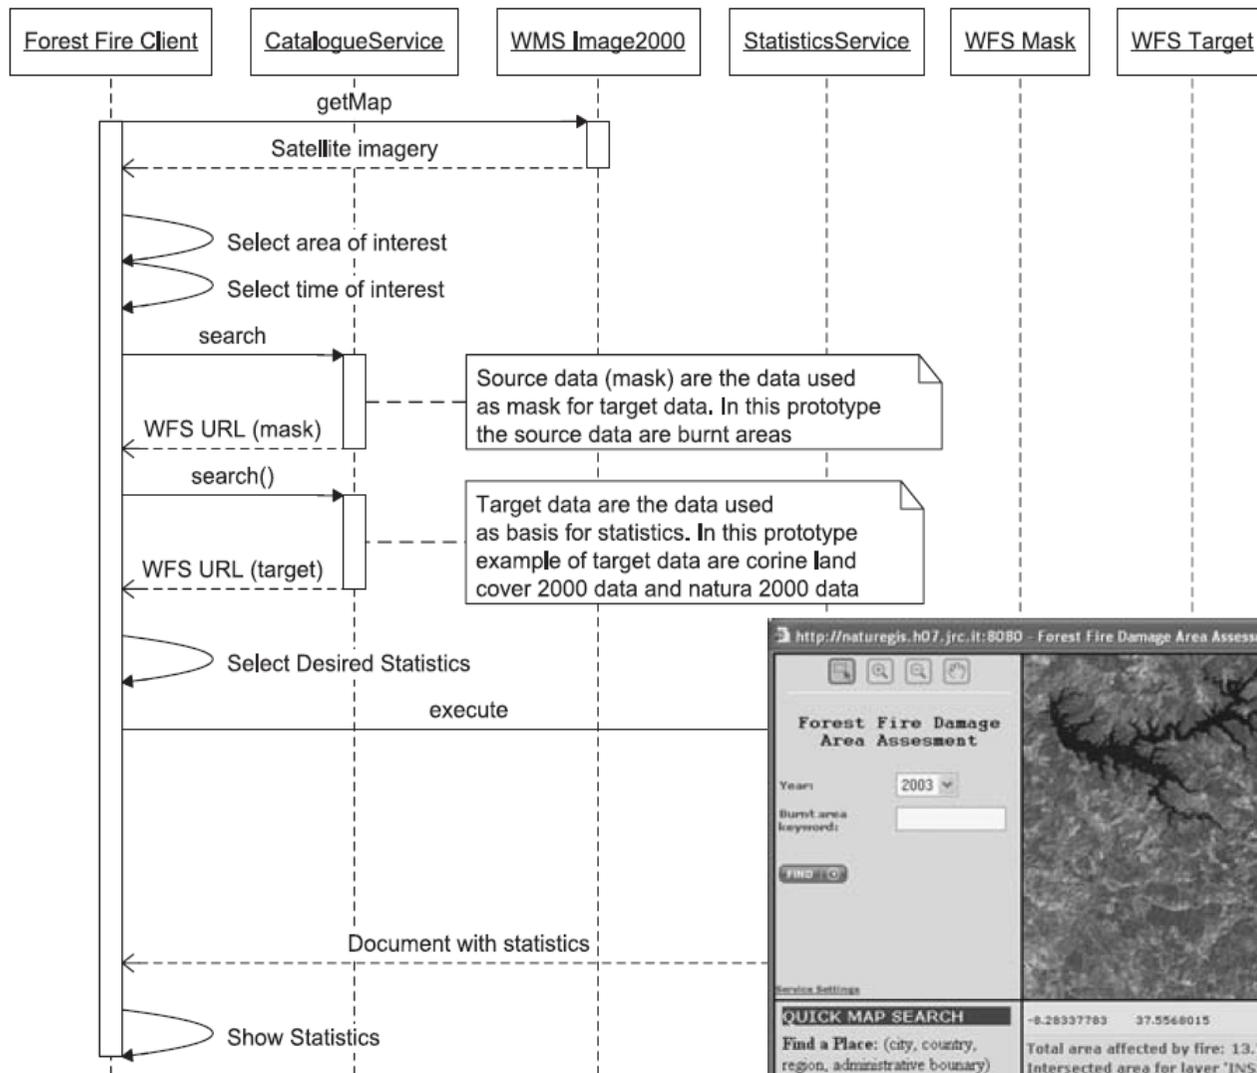 Forest Fire Client
CatalogueService
WMS Image2000
StatisticsService
WFS Mask
WFS Target
getMap
Satellite imagery
Select area of interest
Select time of interest
search
Source data (mask) are the data used
as mask for target data. In this prototype
the source data are burnt areas
WFS URL (mask)
search()
Target data are the data used
as basis for statistics. In this prototype
example of target data are corine land
cover 2000 data and natura 2000 data
WFS URL (target)
Select Desired Statistics
execute
http://naturegis.h07.jrc.it:8080 - Forest Fire Damage Area Assess
Forest Fire Damage
Area Assesment
Year:
2003
Burnt area
keyword:
FIND
Document with statistics
Service Settings
QUICK MAP SEARCH
Find a Place: (city, country,
region, administrative bounary)
-8.28337783 37.5568015
Total area affected by fire: 13.
Intersected area for layer 'INS
Show Statistics